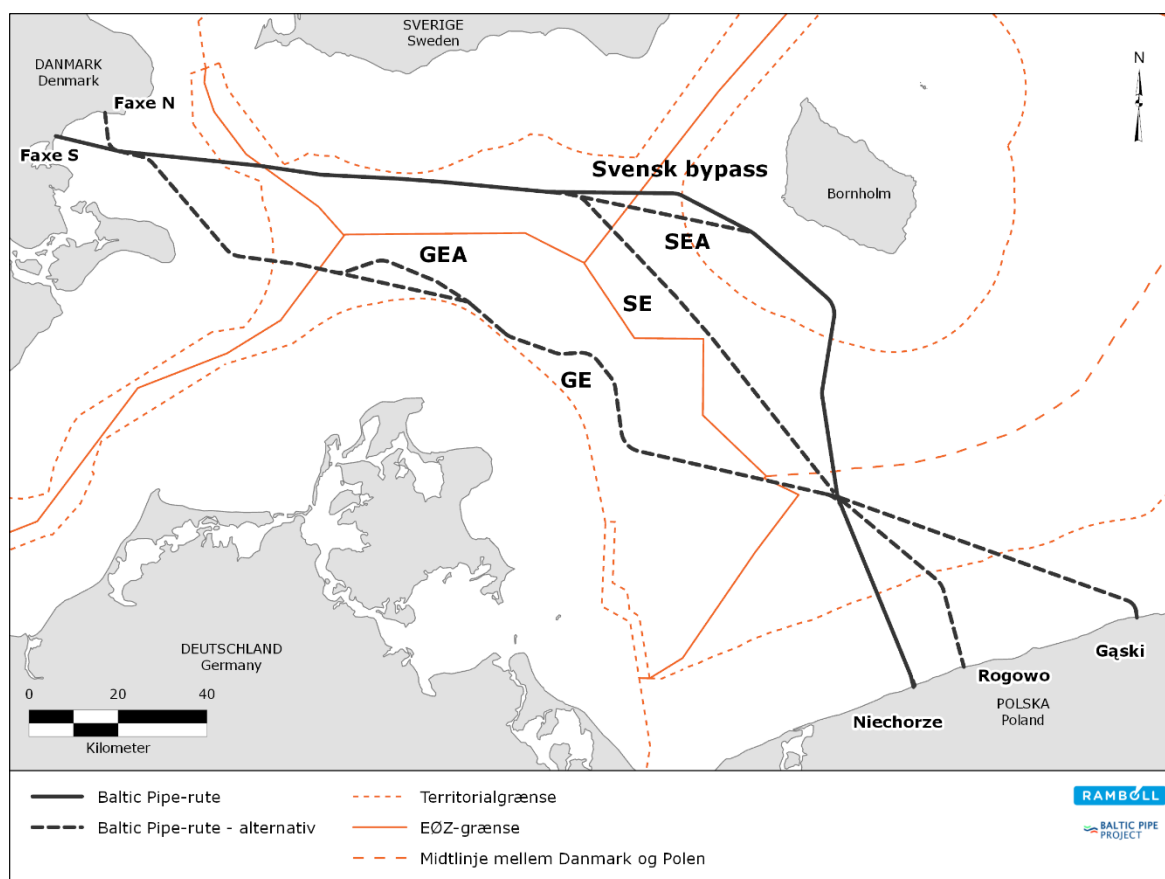 SVERIGE
Sweden
DANMARK
Denmark
N
Faxe N
Faxe S
Svensk bypass
Bornholm
SEA
GEA
SE
GE
DEUTSCHLAND
Germany
Gąski
Rogowo
POLSKA
Poland
Niechorze
0 20 40
Kilometer
Baltic Pipe-rute
Baltic Pipe-rute - alternativ
Territorialgrænse
EØZ-grænse
Midtlinje mellem Danmark og Polen
RAMBOLL
BALTIC PIPE
PROJECT